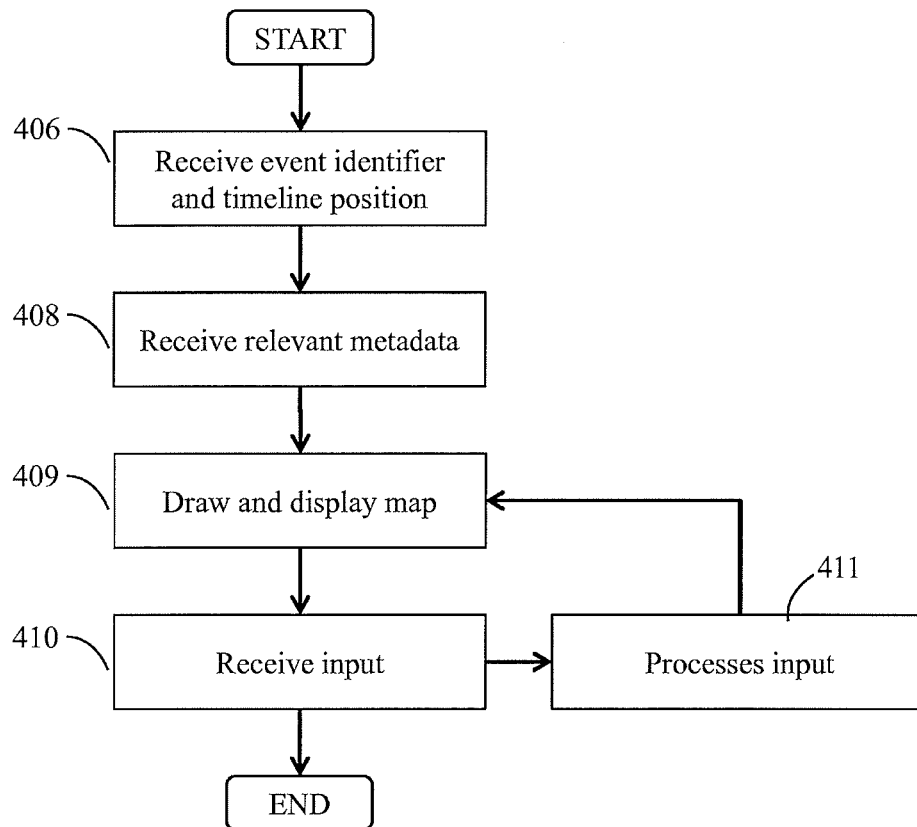 START
406
Receive event identifier
and timeline position
408
Receive relevant metadata
409
Draw and display map
411
410
Receive input
Processes input
END